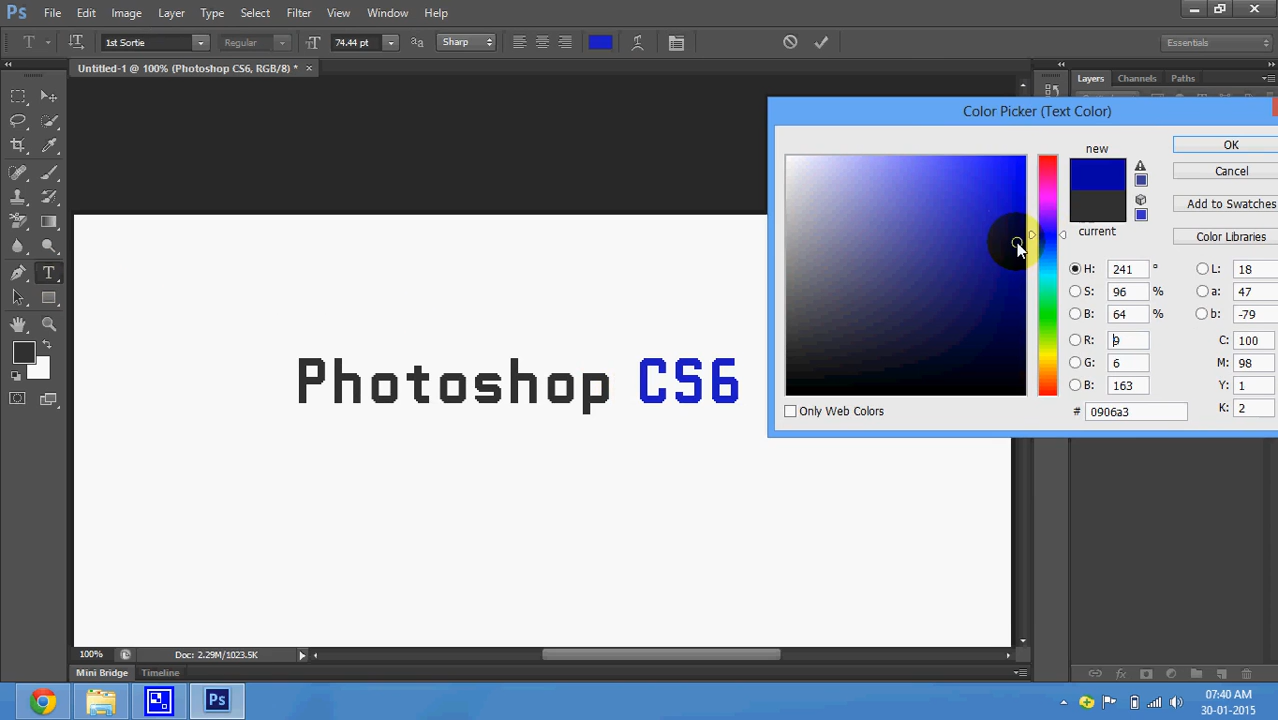 Ps File Edit Image Layer Type Select Filter View Window Help
T 1st Sortie Regular 74.44 pt aa Sharp Essentials
Untitled-1 @ 100% (Photoshop CS6, RGB/8) * ×
Layers Channels Paths
Color Picker (Text Color)
new
OK
Cancel
Add to Swatches
current
Color Libraries
H: 241 ° L: 18
S: 96 % a: 47
B: 64 % b: -79
R: 9 C: 100 %
G: 6 M: 98 %
B: 163 Y: 1 %
# 0906a3 K: 2 %
Only Web Colors
Photoshop CS6
100% Doc: 2.29M/1023.5K
Mini Bridge Timeline
Ps
07:40 AM
30-01-2015